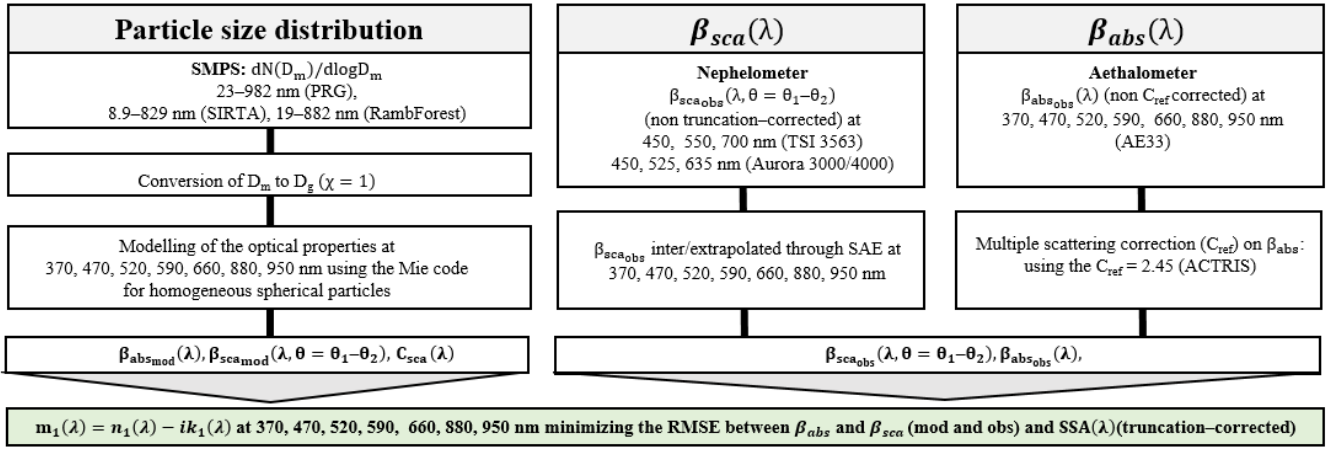 Particle size distribution
SMPS: dN(Dₘ)/dlogDₘ
23–982 nm (PRG),
8.9–829 nm (SIRTA), 19–882 nm (RambForest)
Conversion of Dₘ to D_g (χ = 1)
Modelling of the optical properties at
370, 470, 520, 590, 660, 880, 950 nm using the Mie code
for homogeneous spherical particles
β_abs_mod(λ), β_sca_mod(λ, θ = θ₁–θ₂), C_sca(λ)
β_sca(λ)
Nephelometer
β_sca_obs(λ, θ = θ₁–θ₂)
(non truncation–corrected) at
450, 550, 700 nm (TSI 3563)
450, 525, 635 nm (Aurora 3000/4000)
β_sca_obs inter/extrapolated through SAE at
370, 470, 520, 590, 660, 880, 950 nm
β_abs(λ)
Aethalometer
β_abs_obs(λ) (non C_ref corrected) at
370, 470, 520, 590, 660, 880, 950 nm
(AE33)
Multiple scattering correction (C_ref) on β_abs:
using the C_ref = 2.45 (ACTRIS)
β_sca_obs(λ, θ = θ₁–θ₂), β_abs_obs(λ),
m₁(λ) = n₁(λ) − ik₁(λ) at 370, 470, 520, 590, 660, 880, 950 nm minimizing the RMSE between β_abs and β_sca (mod and obs) and SSA(λ)(truncation–corrected)